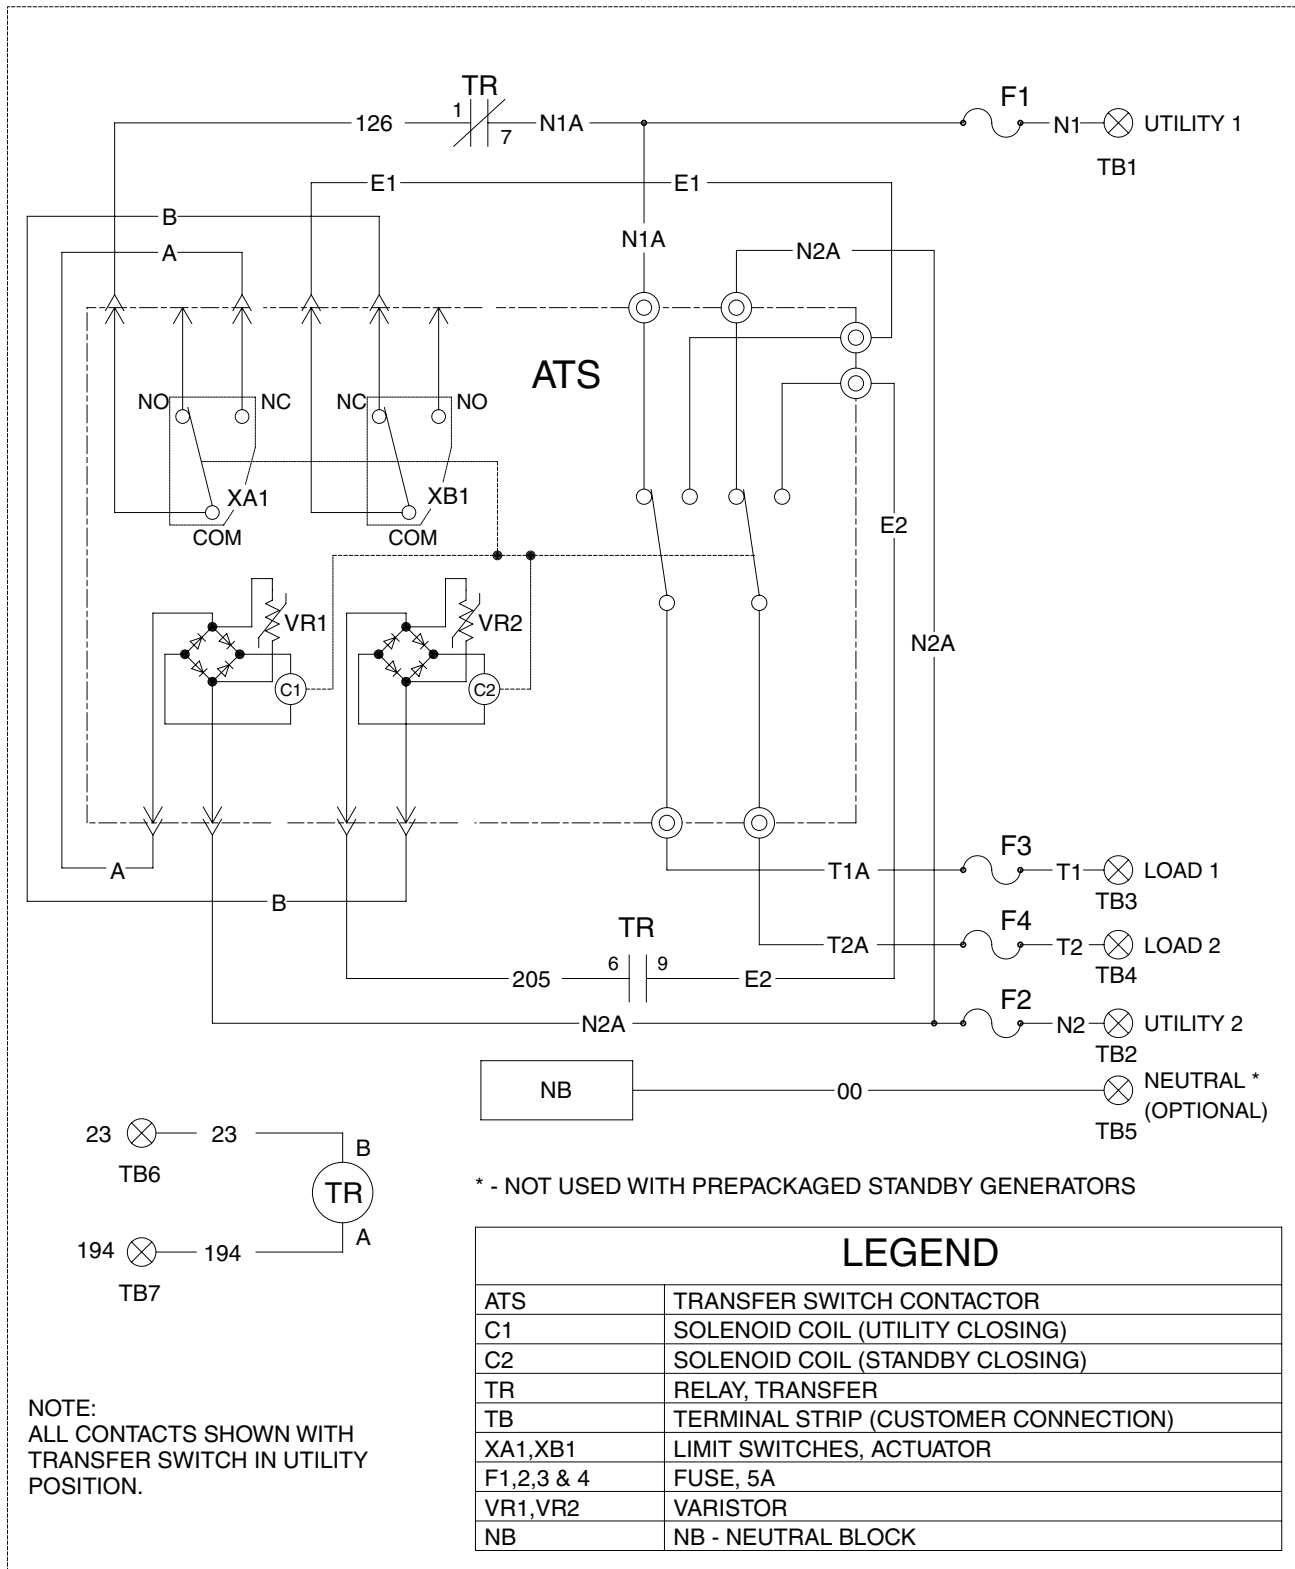 TR
F1
1
126
7
N1A
N1
UTILITY 1
TB1
E1
E1
B
A
N1A
N2A
ATS
NO
NC
NC
NO
XA1
XB1
COM
COM
E2
VR1
VR2
N2A
C1
C2
F3
A
T1A
T1
LOAD 1
TB3
B
F4
TR
T2A
T2
LOAD 2
6
9
TB4
205
E2
F2
N2A
N2
UTILITY 2
TB2
NB
00
NEUTRAL *
(OPTIONAL)
TB5
23
23
B
TB6
TR
* - NOT USED WITH PREPACKAGED STANDBY GENERATORS
A
194
194
TB7
LEGEND
ATS TRANSFER SWITCH CONTACTOR
C1 SOLENOID COIL (UTILITY CLOSING)
C2 SOLENOID COIL (STANDBY CLOSING)
TR RELAY, TRANSFER
TB TERMINAL STRIP (CUSTOMER CONNECTION)
XA1,XB1 LIMIT SWITCHES, ACTUATOR
F1,2,3 & 4 FUSE, 5A
VR1,VR2 VARISTOR
NB NB - NEUTRAL BLOCK
NOTE:
ALL CONTACTS SHOWN WITH
TRANSFER SWITCH IN UTILITY
POSITION.